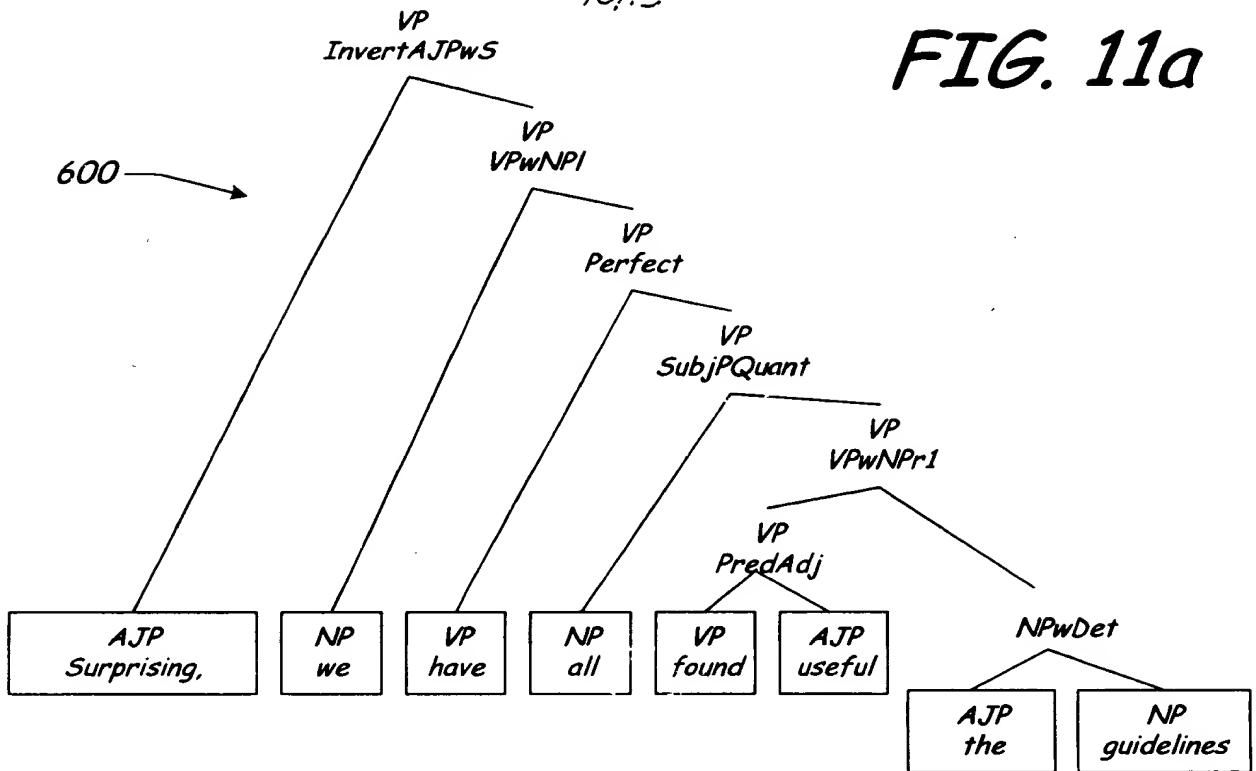 FIG. 11a
VP
InvertAJPwS
600
VP
VPwNPl
VP
Perfect
VP
SubjPQuant
VP
VPwNPr1
VP
PredAdj
AJP
Surprising,
NP
we
VP
have
NP
all
VP
found
AJP
useful
NPwDet
AJP
the
NP
guidelines